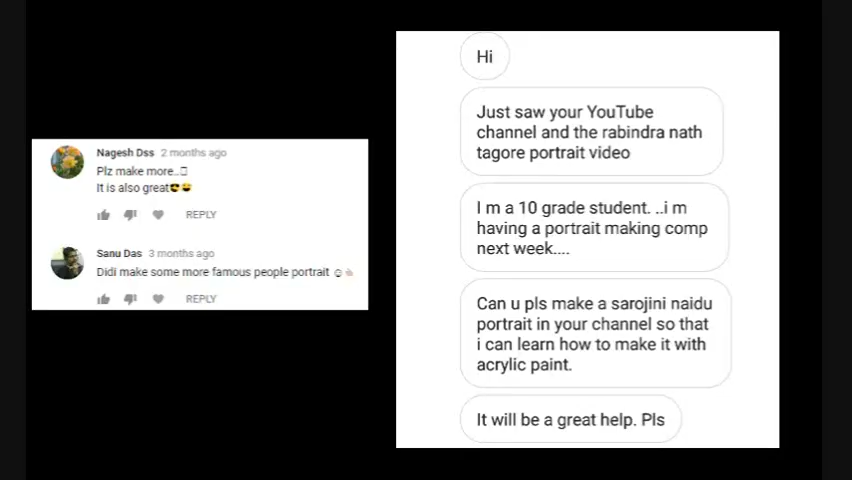 Nagesh Dss 2 months ago
Plz make more..
It is also great😎🤩
REPLY
Sanu Das 3 months ago
Didi make some more famous people portrait ☺👈🏻
REPLY
Hi
Just saw your YouTube
channel and the rabindra nath
tagore portrait video
I m a 10 grade student. ..i m
having a portrait making comp
next week....
Can u pls make a sarojini naidu
portrait in your channel so that
i can learn how to make it with
acrylic paint.
It will be a great help. Pls